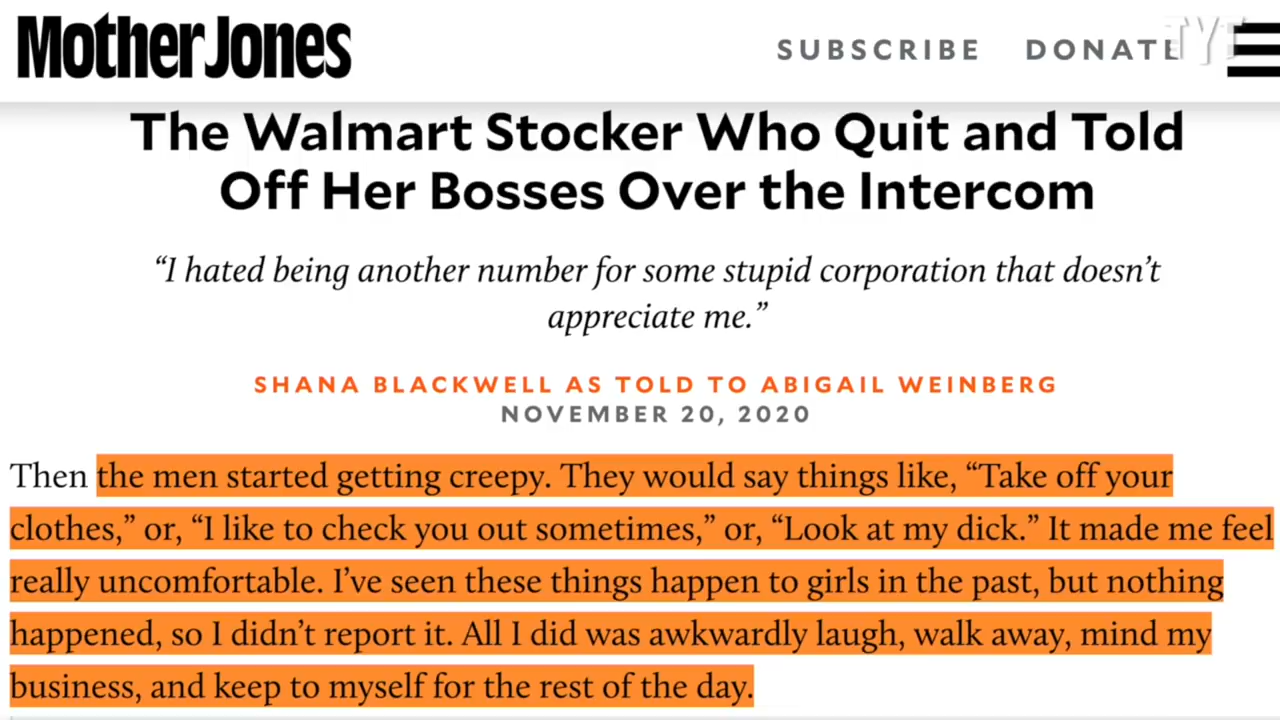 Mother Jones
SUBSCRIBE DONATE
TYT
The Walmart Stocker Who Quit and Told
Off Her Bosses Over the Intercom
“I hated being another number for some stupid corporation that doesn’t
appreciate me.”
SHANA BLACKWELL AS TOLD TO ABIGAIL WEINBERG
NOVEMBER 20, 2020
Then the men started getting creepy. They would say things like, “Take off your
clothes,” or, “I like to check you out sometimes,” or, “Look at my dick.” It made me feel
really uncomfortable. I’ve seen these things happen to girls in the past, but nothing
happened, so I didn’t report it. All I did was awkwardly laugh, walk away, mind my
business, and keep to myself for the rest of the day.